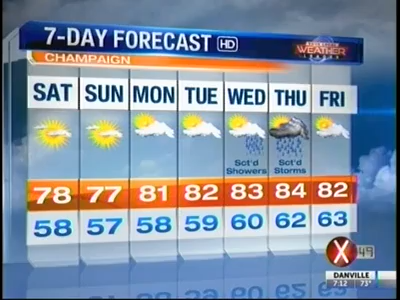 7-DAY FORECAST HD
WEATHER
CHAMPAIGN
SAT SUN MON TUE WED THU FRI
Sct'd Showers Sct'd Storms
78 77 81 82 83 84 82
58 57 58 59 60 62 63
X 49
DANVILLE
7:12 73°